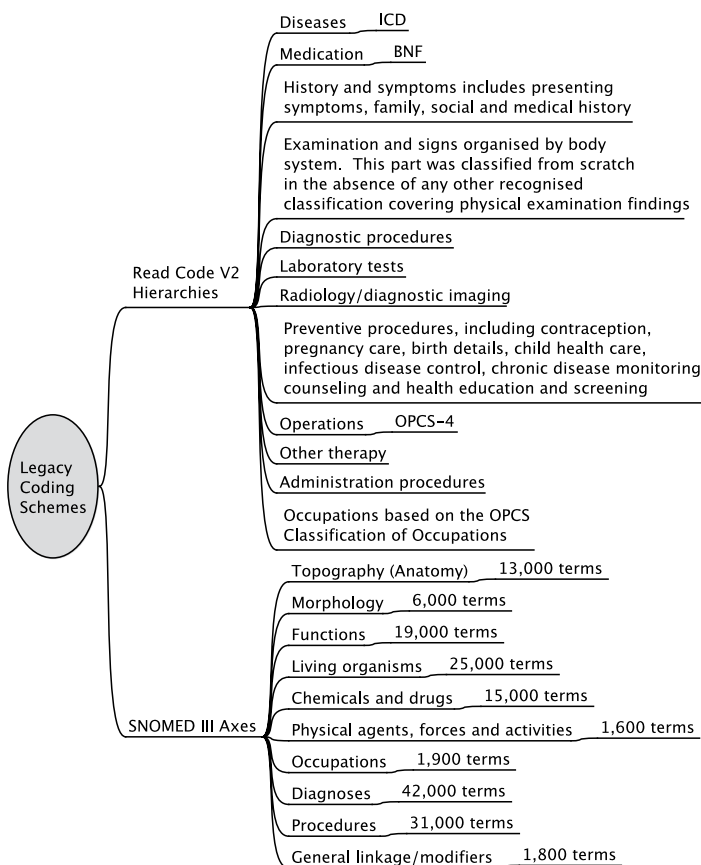 Diseases ICD
Medication BNF
History and symptoms includes presenting
symptoms, family, social and medical history
Examination and signs organised by body
system. This part was classified from scratch
in the absence of any other recognised
classification covering physical examination findings
Diagnostic procedures
Laboratory tests
Radiology/diagnostic imaging
Read Code V2
Hierarchies
Preventive procedures, including contraception,
pregnancy care, birth details, child health care,
infectious disease control, chronic disease monitoring
counseling and health education and screening
Operations OPCS-4
Other therapy
Administration procedures
Occupations based on the OPCS
Classification of Occupations
Legacy
Coding
Schemes
Topography (Anatomy) 13,000 terms
Morphology 6,000 terms
Functions 19,000 terms
Living organisms 25,000 terms
Chemicals and drugs 15,000 terms
SNOMED III Axes
Physical agents, forces and activities 1,600 terms
Occupations 1,900 terms
Diagnoses 42,000 terms
Procedures 31,000 terms
General linkage/modifiers 1,800 terms